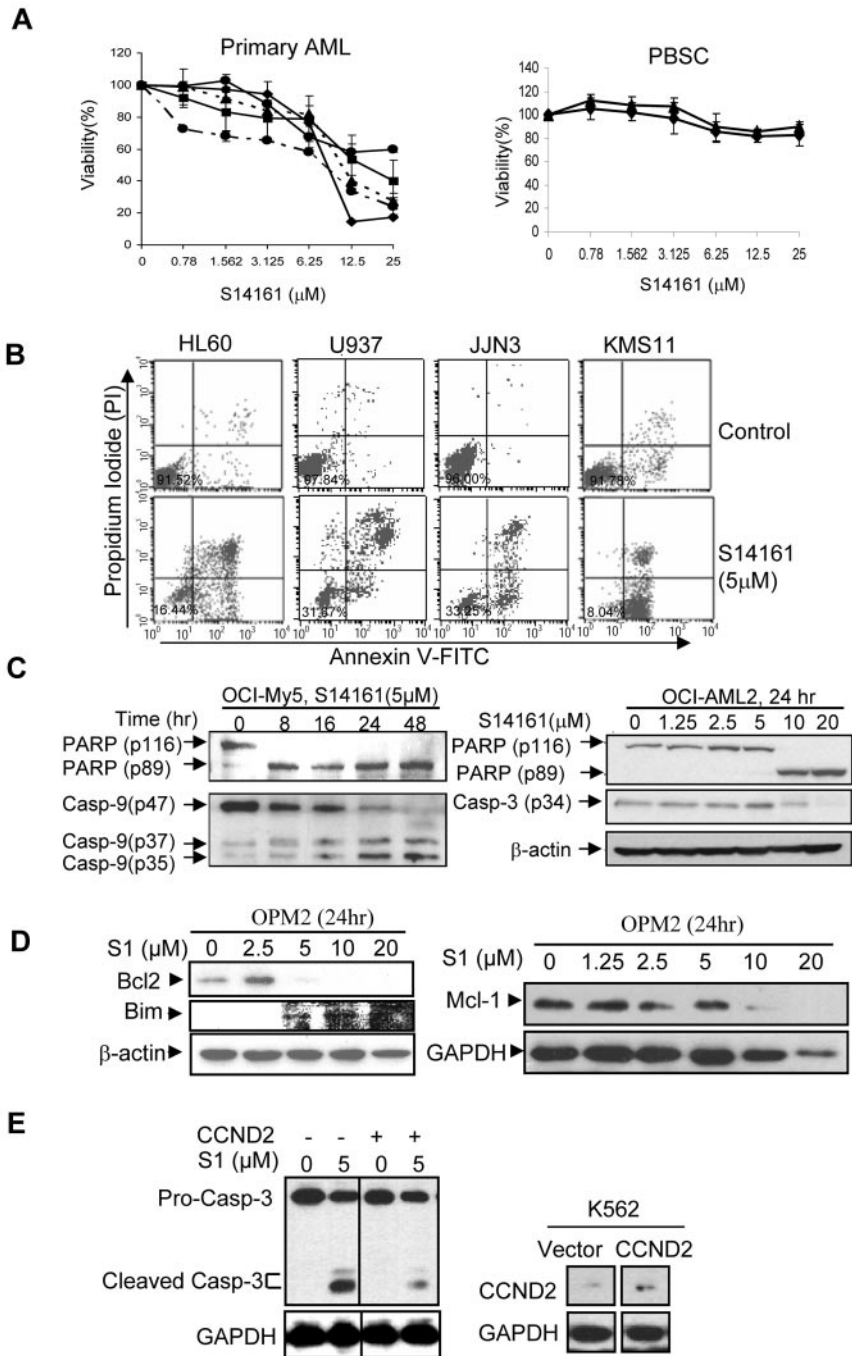 A
Primary AML
PBSC
Viability(%)
120
100
80
60
40
20
0
0 0.78 1.562 3.125 6.25 12.5 25
S14161 (μM)
Viability(%)
140
120
100
80
60
40
20
0
0 0.78 1.562 3.125 6.25 12.5 25
S14161 (μM)
B
HL60 U937 JJN3 KMS11
Propidium Iodide (PI)
91.52% 97.84% 91.78%
Control
16.44% 8.04%
S14161
(5μM)
10⁰ 10¹ 10² 10³ 10⁴
Annexin V-FITC
C
OCI-My5, S14161(5μM)
Time (hr) 0 8 16 24 48
PARP (p116)
PARP (p89)
Casp-9(p47)
Casp-9(p37)
Casp-9(p35)
OCI-AML2, 24 hr
S14161(μM)
0 1.25 2.5 5 10 20
PARP (p116)
PARP (p89)
Casp-3 (p34)
β-actin
D
OPM2 (24hr)
S1 (μM) 0 2.5 5 10 20
Bcl2
Bim
β-actin
OPM2 (24hr)
S1 (μM) 0 1.25 2.5 5 10 20
Mcl-1
GAPDH
E
CCND2 - - + +
S1 (μM) 0 5 0 5
Pro-Casp-3
Cleaved Casp-3
GAPDH
K562
Vector CCND2
CCND2
GAPDH